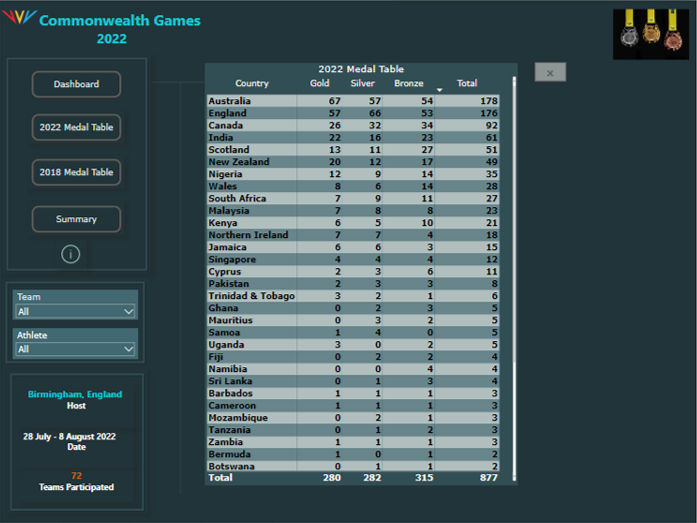 Commonwealth Games
2022
Dashboard
2022 Medal Table
2018 Medal Table
Summary
i
Team
All
Athlete
All
Birmingham, England
Host
28 July - 8 August 2022
Date
72
Teams Participated
2022 Medal Table
Country Gold Silver Bronze Total
Australia 67 57 54 178
England 57 66 53 176
Canada 26 32 34 92
India 22 16 23 61
Scotland 13 11 27 51
New Zealand 20 12 17 49
Nigeria 12 9 14 35
Wales 8 6 14 28
South Africa 7 9 11 27
Malaysia 7 8 8 23
Kenya 6 5 10 21
Northern Ireland 7 7 4 18
Jamaica 6 6 3 15
Singapore 4 4 4 12
Cyprus 2 3 6 11
Pakistan 2 3 3 8
Trinidad & Tobago 3 2 1 6
Ghana 0 2 3 5
Mauritius 0 3 2 5
Samoa 1 4 0 5
Uganda 3 0 2 5
Fiji 0 2 2 4
Namibia 0 0 4 4
Sri Lanka 0 1 3 4
Barbados 1 1 1 3
Cameroon 1 1 1 3
Mozambique 0 2 1 3
Tanzania 0 1 2 3
Zambia 1 1 1 3
Bermuda 1 0 1 2
Botswana 0 1 1 2
Total 280 282 315 877
x